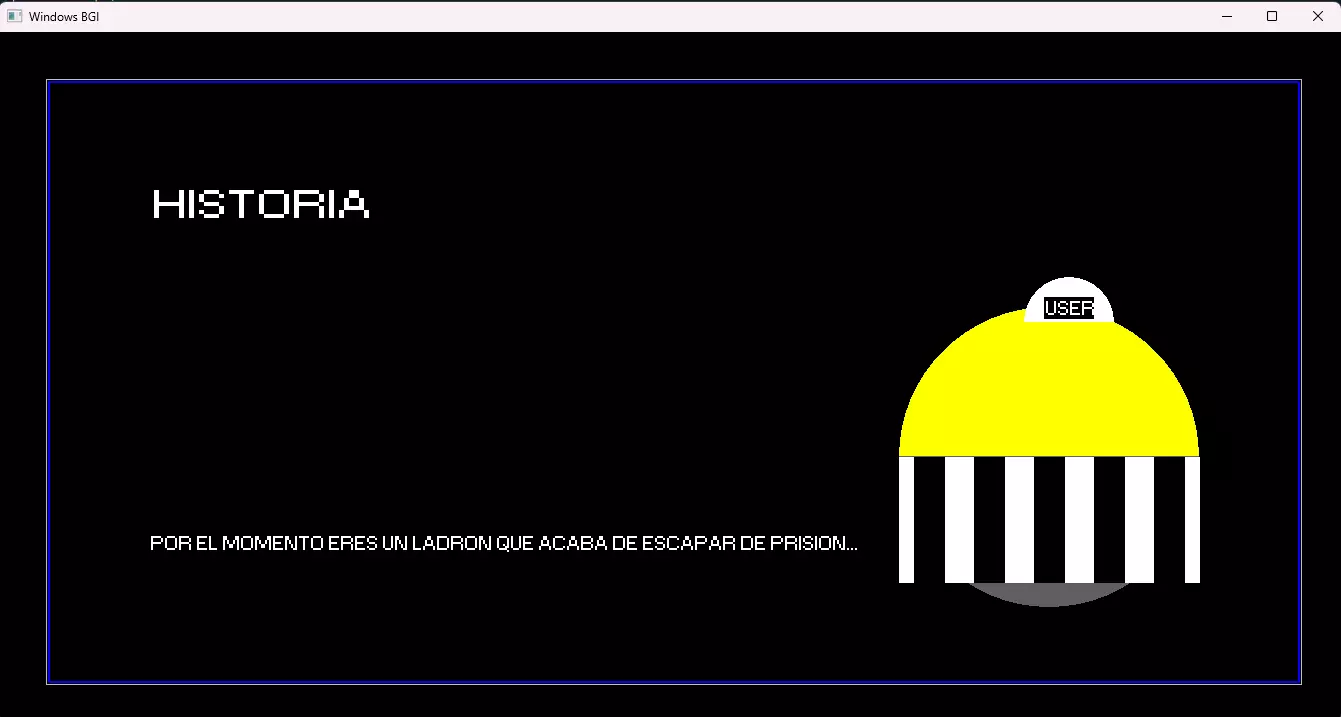 Windows BGI
HISTORIA
USER
POR EL MOMENTO ERES UN LADRON QUE ACABA DE ESCAPAR DE PRISION...